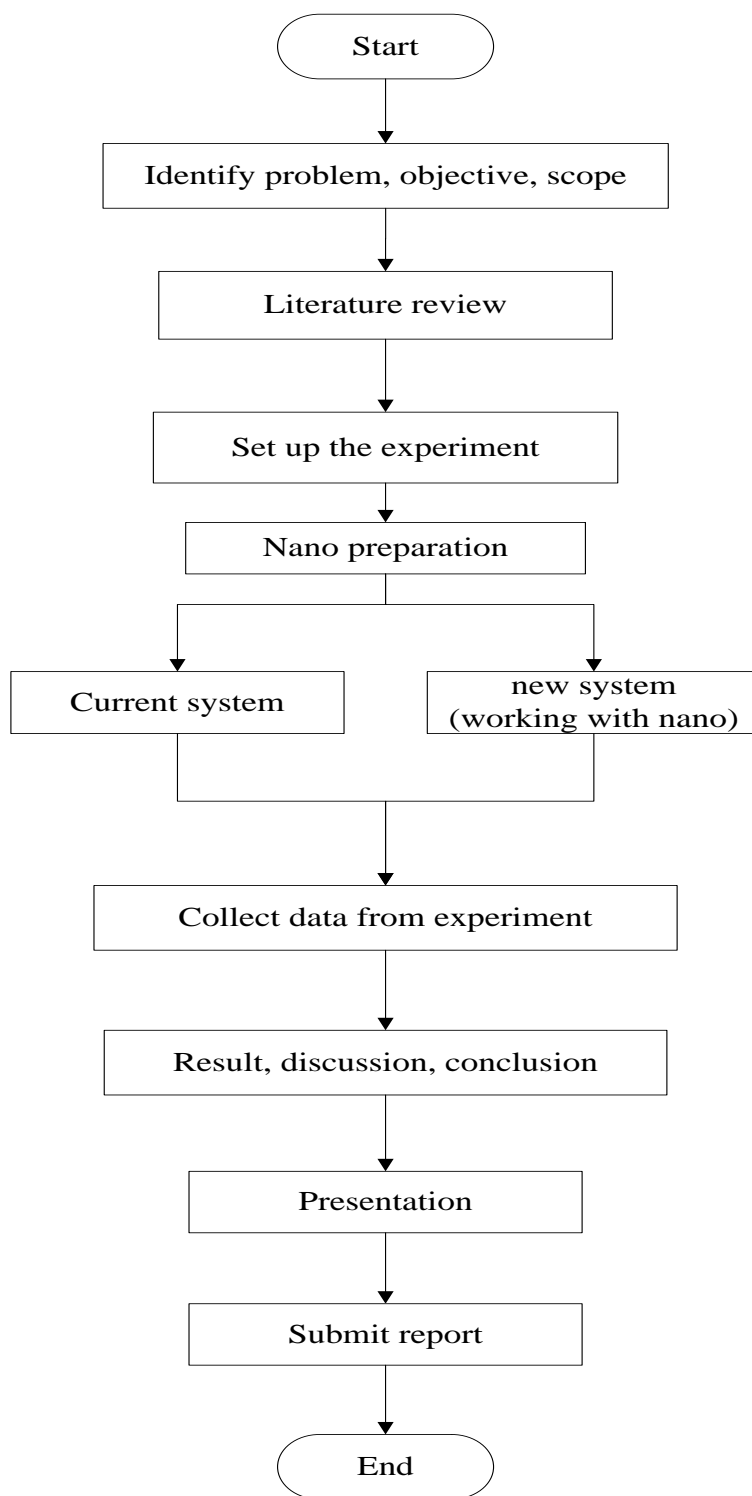 Start
Identify problem, objective, scope
Literature review
Set up the experiment
Nano preparation
Current system
new system
(working with nano)
Collect data from experiment
Result, discussion, conclusion
Presentation
Submit report
End